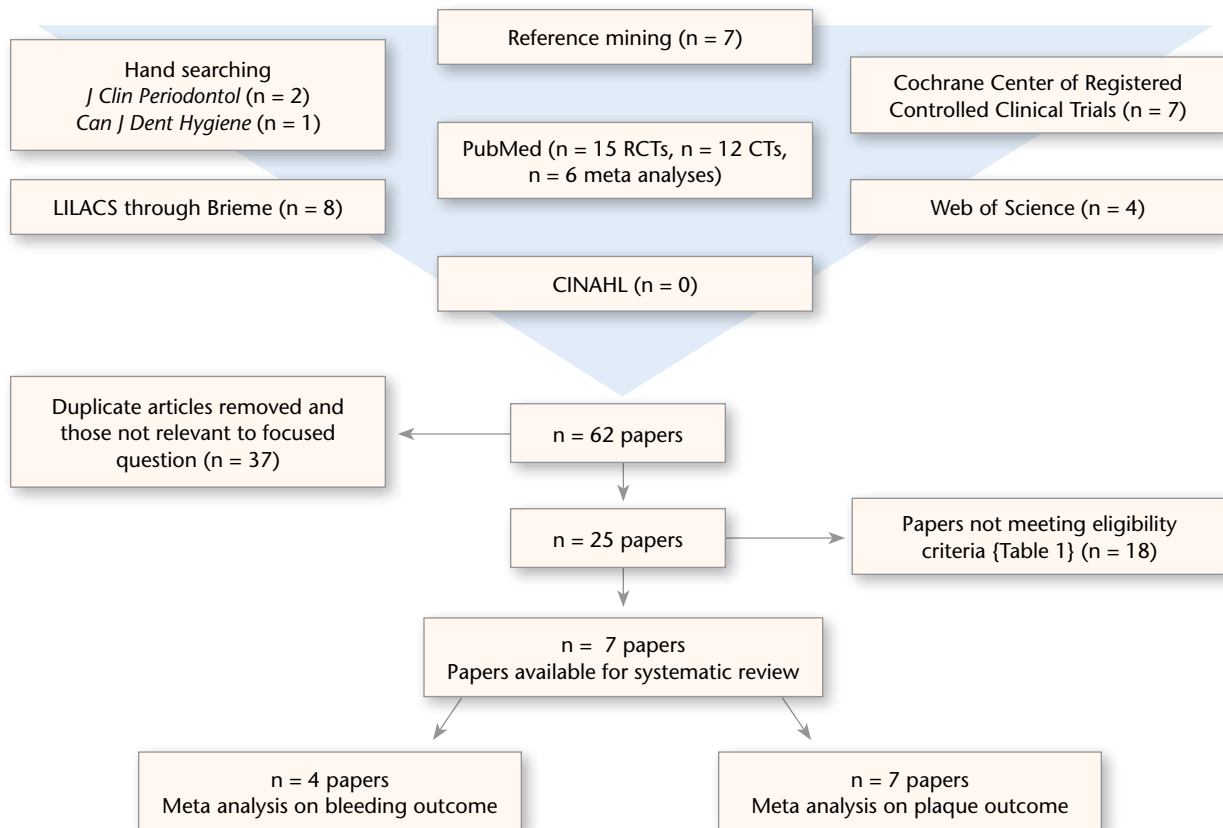 Reference mining (n = 7)
Hand searching
J Clin Periodontol (n = 2)
Can J Dent Hygiene (n = 1)
Cochrane Center of Registered
Controlled Clinical Trials (n = 7)
PubMed (n = 15 RCTs, n = 12 CTs,
n = 6 meta analyses)
LILACS through Brieme (n = 8)
Web of Science (n = 4)
CINAHL (n = 0)
Duplicate articles removed and
those not relevant to focused
question (n = 37)
n = 62 papers
n = 25 papers
Papers not meeting eligibility
criteria {Table 1} (n = 18)
n = 7 papers
Papers available for systematic review
n = 4 papers
Meta analysis on bleeding outcome
n = 7 papers
Meta analysis on plaque outcome